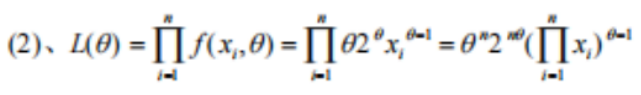 (2)、L(θ) = ∏_{i=1}^{n} f(x_i, θ) = ∏_{i=1}^{n} θ2^θ x_i^{θ-1} = θ^n 2^{nθ} (∏_{i=1}^{n} x_i)^{θ-1}